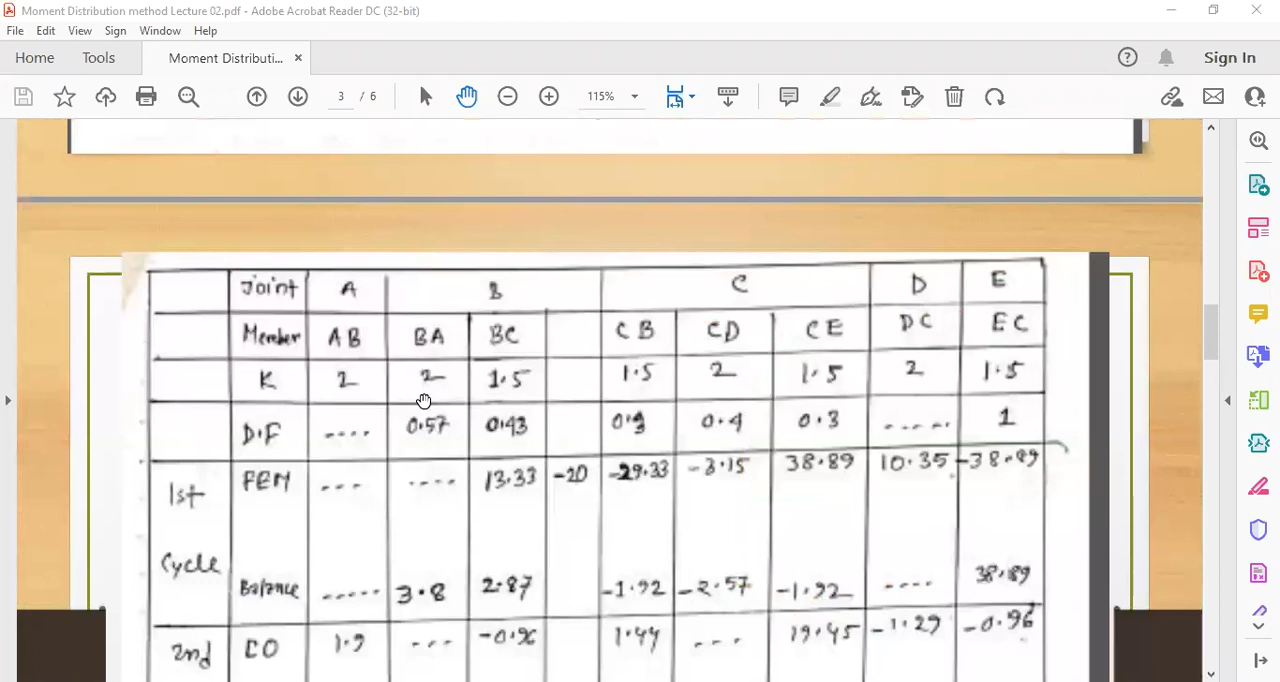 Moment Distribution method Lecture 02.pdf - Adobe Acrobat Reader DC (32-bit)
File Edit View Sign Window Help
Home Tools Moment Distributi... × Sign In
3 / 6 115%
Joint A B C D E
Member AB BA BC CB CD CE DC EC
K 2 2 1.5 1.5 2 1.5 2 1.5
D.F .... 0.57 0.43 0.3 0.4 0.3 ..... 1
1st FEM ... .... 13.33 -20 -29.33 -3.15 38.89 10.35 -38.89
Cycle Balance ..... 3.8 2.87 -1.92 -2.57 -1.92 .... 38.89
2nd CO 1.9 ... -0.96 1.44 ... 19.45 -1.29 -0.96